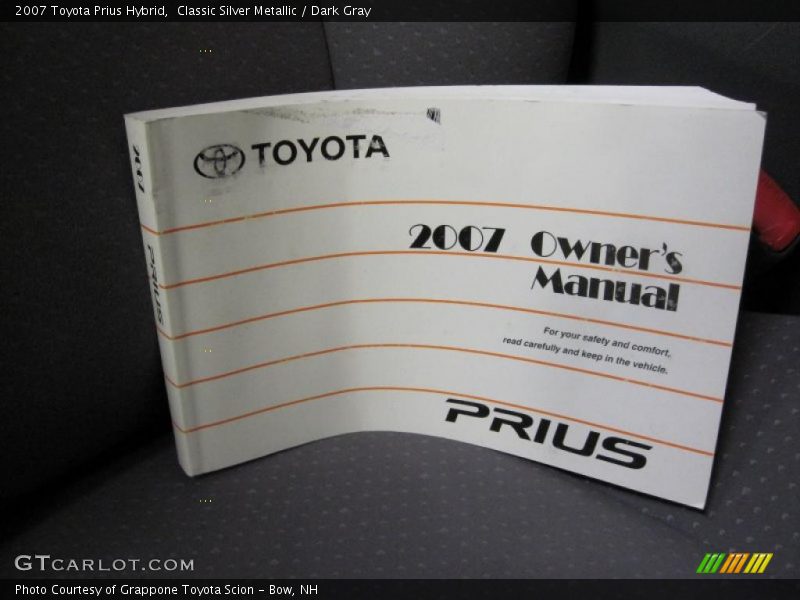 2007 Toyota Prius Hybrid,  Classic Silver Metallic / Dark Gray
TOYOTA
2007 Owner's
Manual
For your safety and comfort,
read carefully and keep in the vehicle.
PRIUS
2007
PRIUS
GTCARLOT.COM
Photo Courtesy of Grappone Toyota Scion - Bow, NH